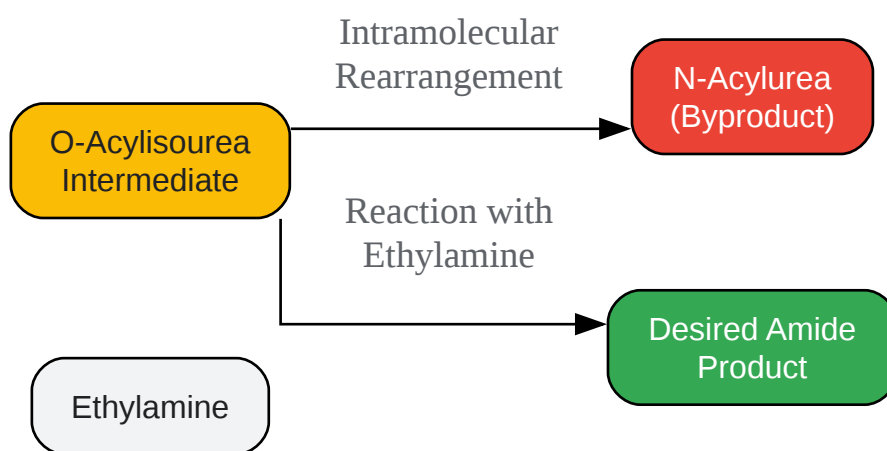 Intramolecular
Rearrangement
N-Acylurea
(Byproduct)
O-Acylisourea
Intermediate
Reaction with
Ethylamine
Desired Amide
Product
Ethylamine